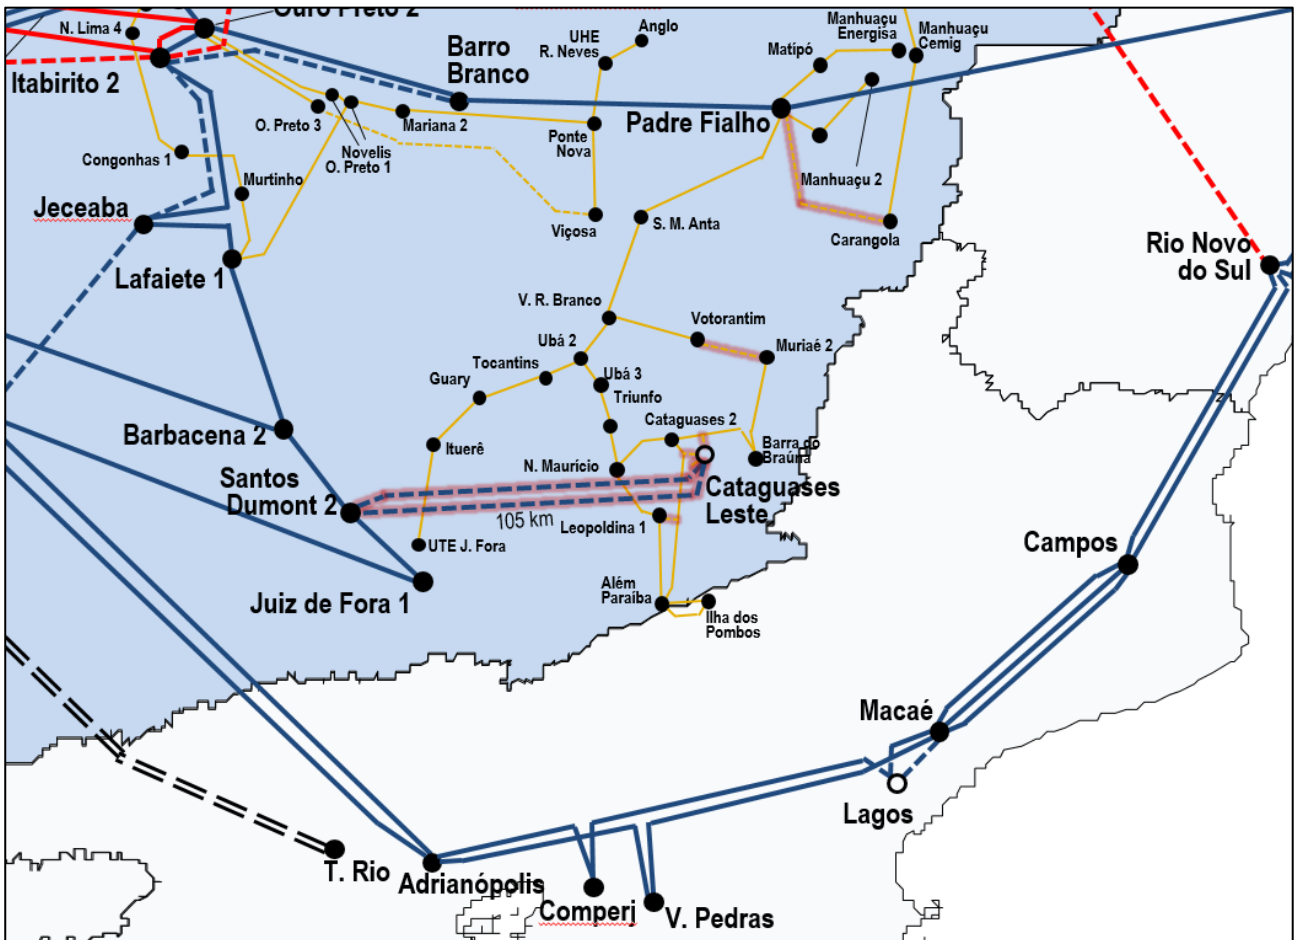 Ouro Preto 2
N. Lima 4
Itabirito 2
Barro
Branco
UHE
R. Neves
Anglo
Manhuaçu
Energisa
Manhuaçu
Cemig
Matipó
Padre Fialho
O. Preto 3
Novelis
O. Preto 1
Mariana 2
Ponte
Nova
Congonhas 1
Murtinho
Manhuaçu 2
Jeceaba
Viçosa
S. M. Anta
Carangola
Rio Novo
do Sul
Lafaiete 1
V. R. Branco
Votorantim
Muriaé 2
Ubá 2
Tocantins
Guary
Ubá 3
Triunfo
Cataguases 2
Barbacena 2
Ituerê
Barra do
Braúna
N. Maurício
Santos
Dumont 2
Cataguases
Leste
105 km
Leopoldina 1
UTE J. Fora
Campos
Juiz de Fora 1
Além
Paraíba
Ilha dos
Pombos
Macaé
Lagos
T. Rio
Adrianópolis
Comperj
V. Pedras